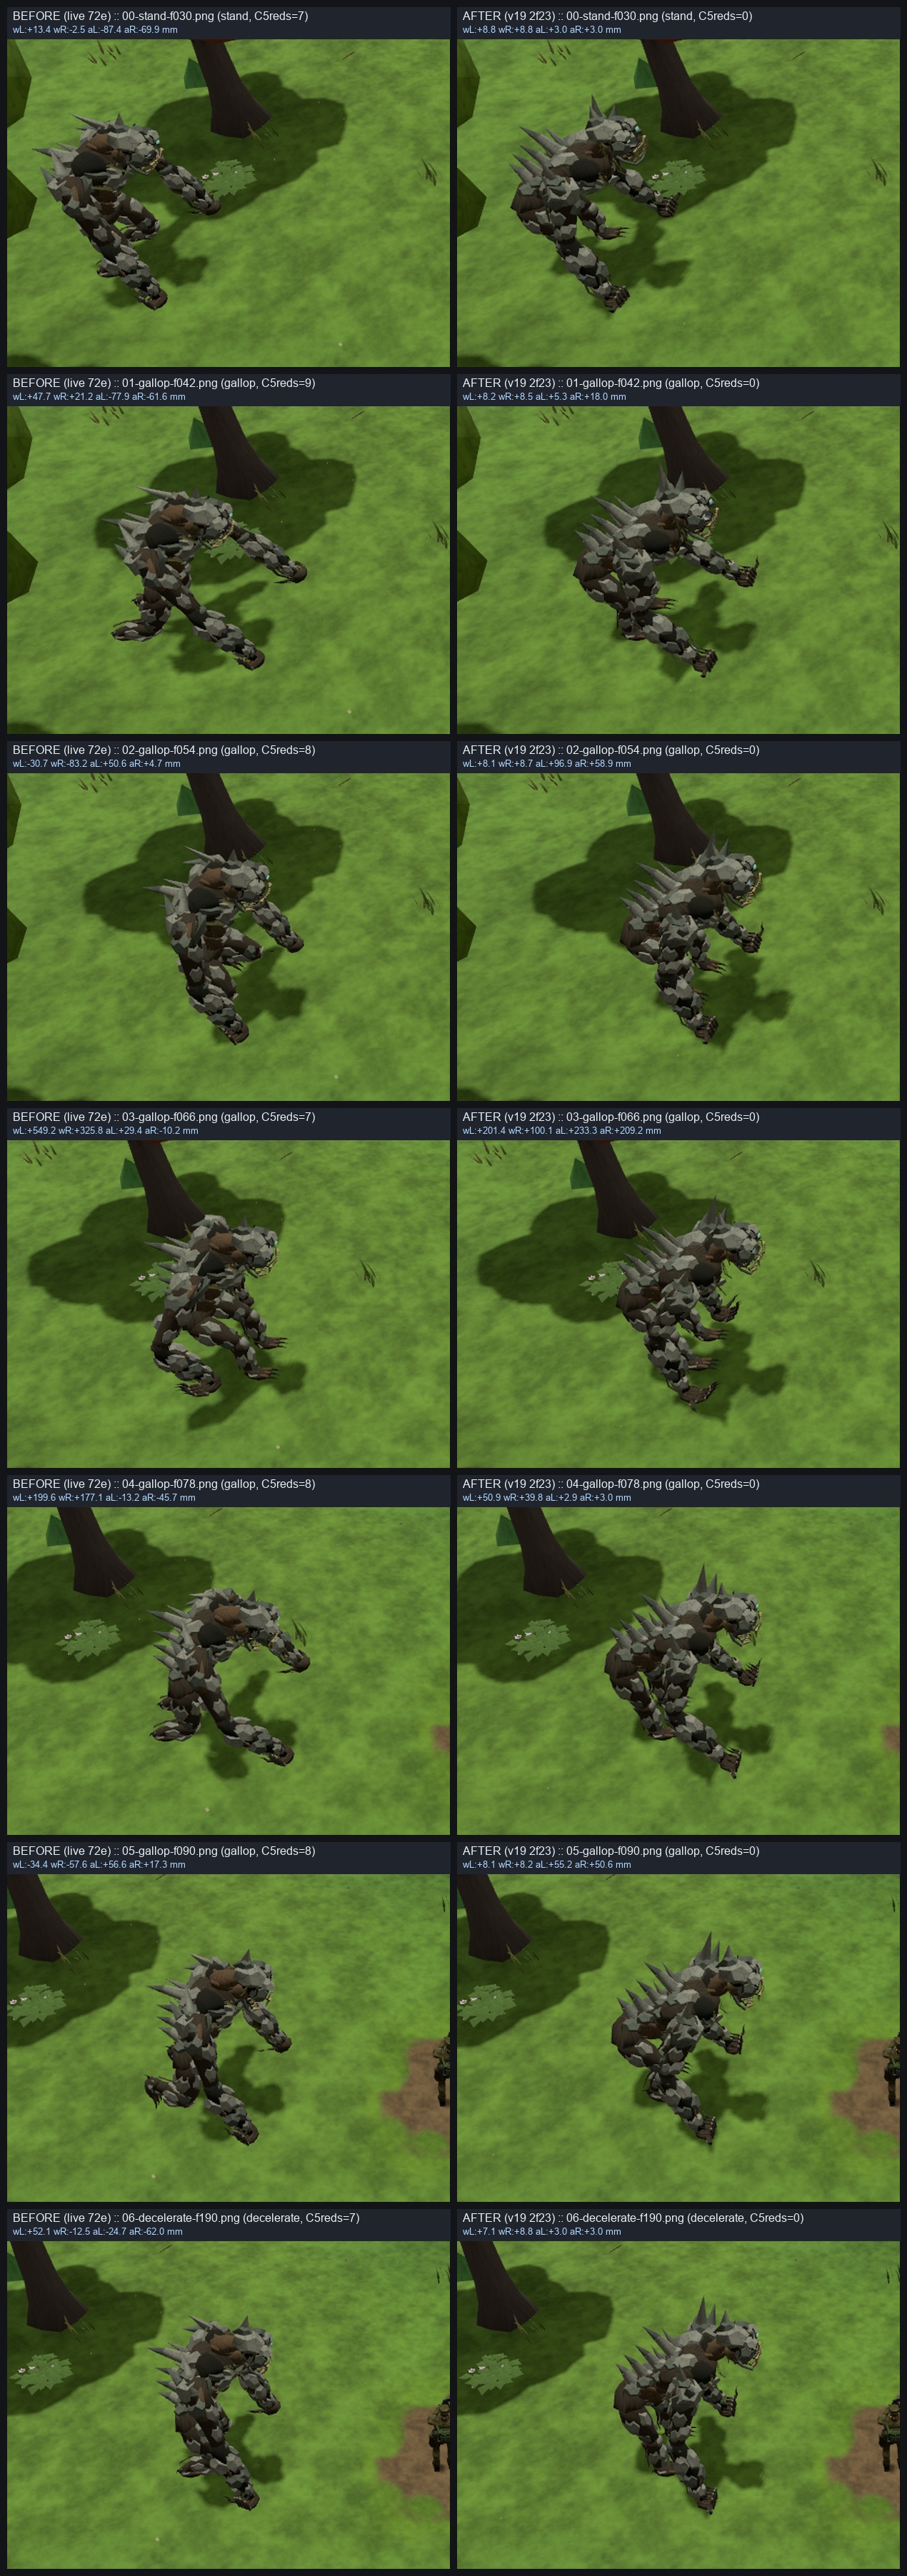 BEFORE (live 72e) :: 00-stand-f030.png (stand, C5reds=7)
wL:+13.4 wR:-2.5 aL:-87.4 aR:-69.9 mm
AFTER (v19 2f23) :: 00-stand-f030.png (stand, C5reds=0)
wL:+8.8 wR:+8.8 aL:+3.0 aR:+3.0 mm
BEFORE (live 72e) :: 01-gallop-f042.png (gallop, C5reds=9)
wL:+47.7 wR:+21.2 aL:-77.9 aR:-61.6 mm
AFTER (v19 2f23) :: 01-gallop-f042.png (gallop, C5reds=0)
wL:+8.2 wR:+8.5 aL:+5.3 aR:+18.0 mm
BEFORE (live 72e) :: 02-gallop-f054.png (gallop, C5reds=8)
wL:-30.7 wR:-83.2 aL:+50.6 aR:+4.7 mm
AFTER (v19 2f23) :: 02-gallop-f054.png (gallop, C5reds=0)
wL:+8.1 wR:+8.7 aL:+96.9 aR:+58.9 mm
BEFORE (live 72e) :: 03-gallop-f066.png (gallop, C5reds=7)
wL:+549.2 wR:+325.8 aL:+29.4 aR:-10.2 mm
AFTER (v19 2f23) :: 03-gallop-f066.png (gallop, C5reds=0)
wL:+201.4 wR:+100.1 aL:+233.3 aR:+209.2 mm
BEFORE (live 72e) :: 04-gallop-f078.png (gallop, C5reds=8)
wL:+199.6 wR:+177.1 aL:-13.2 aR:-45.7 mm
AFTER (v19 2f23) :: 04-gallop-f078.png (gallop, C5reds=0)
wL:+50.9 wR:+39.8 aL:+2.9 aR:+3.0 mm
BEFORE (live 72e) :: 05-gallop-f090.png (gallop, C5reds=8)
wL:-34.4 wR:-57.6 aL:+56.6 aR:+17.3 mm
AFTER (v19 2f23) :: 05-gallop-f090.png (gallop, C5reds=0)
wL:+8.1 wR:+8.2 aL:+55.2 aR:+50.6 mm
BEFORE (live 72e) :: 06-decelerate-f190.png (decelerate, C5reds=7)
wL:+52.1 wR:-12.5 aL:-24.7 aR:-62.0 mm
AFTER (v19 2f23) :: 06-decelerate-f190.png (decelerate, C5reds=0)
wL:+7.1 wR:+8.8 aL:+3.0 aR:+3.0 mm